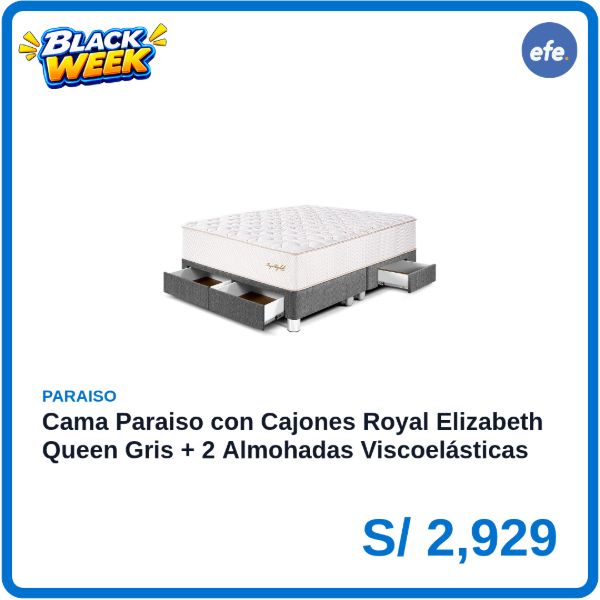 BLACK
WEEK
efe.
PARAISO
Cama Paraiso con Cajones Royal Elizabeth
Queen Gris + 2 Almohadas Viscoelásticas
S/ 2,929